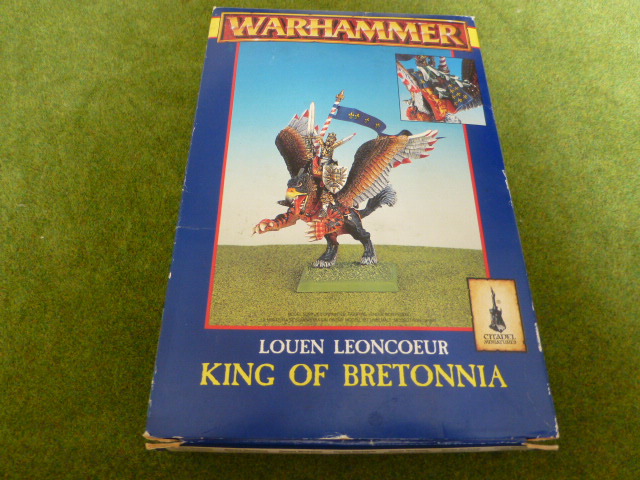 WARHAMMER
CITADEL
MINIATURES
LOUEN LEONCOEUR
KING OF BRETONNIA